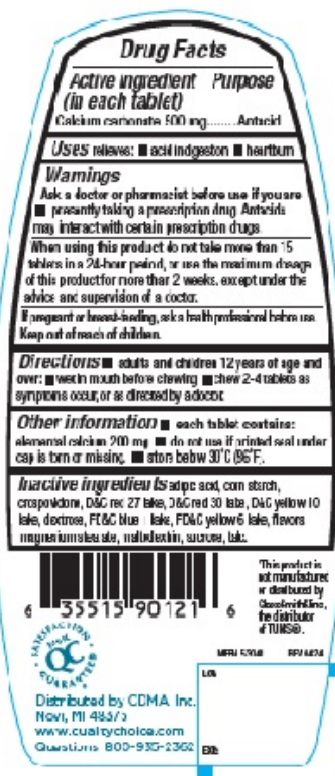 Drug Facts
Active ingredient Purpose
(in each tablet)
Calcium carbonate 500 mg........Antacid
Uses relieves: ■ acid indigestion ■ heartburn
Warnings
Ask a doctor or pharmacist before use if you are
■ presently taking a prescription drug. Antacids
may interact with certain prescription drugs.
When using this product do not take more than 15
tablets in a 24-hour period, or use the maximum dosage
of this product for more than 2 weeks, except under the
advice and supervision of a doctor.
If pregnant or breast-feeding, ask a health professional before use.
Keep out of reach of children.
Directions ■ adults and children 12 years of age and
over: ■ wet in mouth before chewing ■ chew 2-4 tablets as
symptoms occur, or as directed by a doctor.
Other information ■ each tablet contains:
elemental calcium 200 mg ■ do not use if printed seal under
cap is torn or missing. ■ store below 30°C (86°F).
Inactive ingredients adipic acid, corn starch,
crospovidone, D&C red 27 lake, D&C red 30 lake, D&C yellow 10
lake, dextrose, FD&C blue 1 lake, FD&C yellow 6 lake, flavors
magnesium stearate, maltodextrin, sucrose, talc.
This product is
not manufactured
or distributed by
GlaxoSmithKline,
the distributor
of TUMS®.
6 35515 90121 6
SATISFACTION
QC
GUARANTEED
Distributed by CDMA, Inc.
Novi, MI 48375
www.qualitychoice.com
Questions: 800-935-2362
Lot:
EXP: